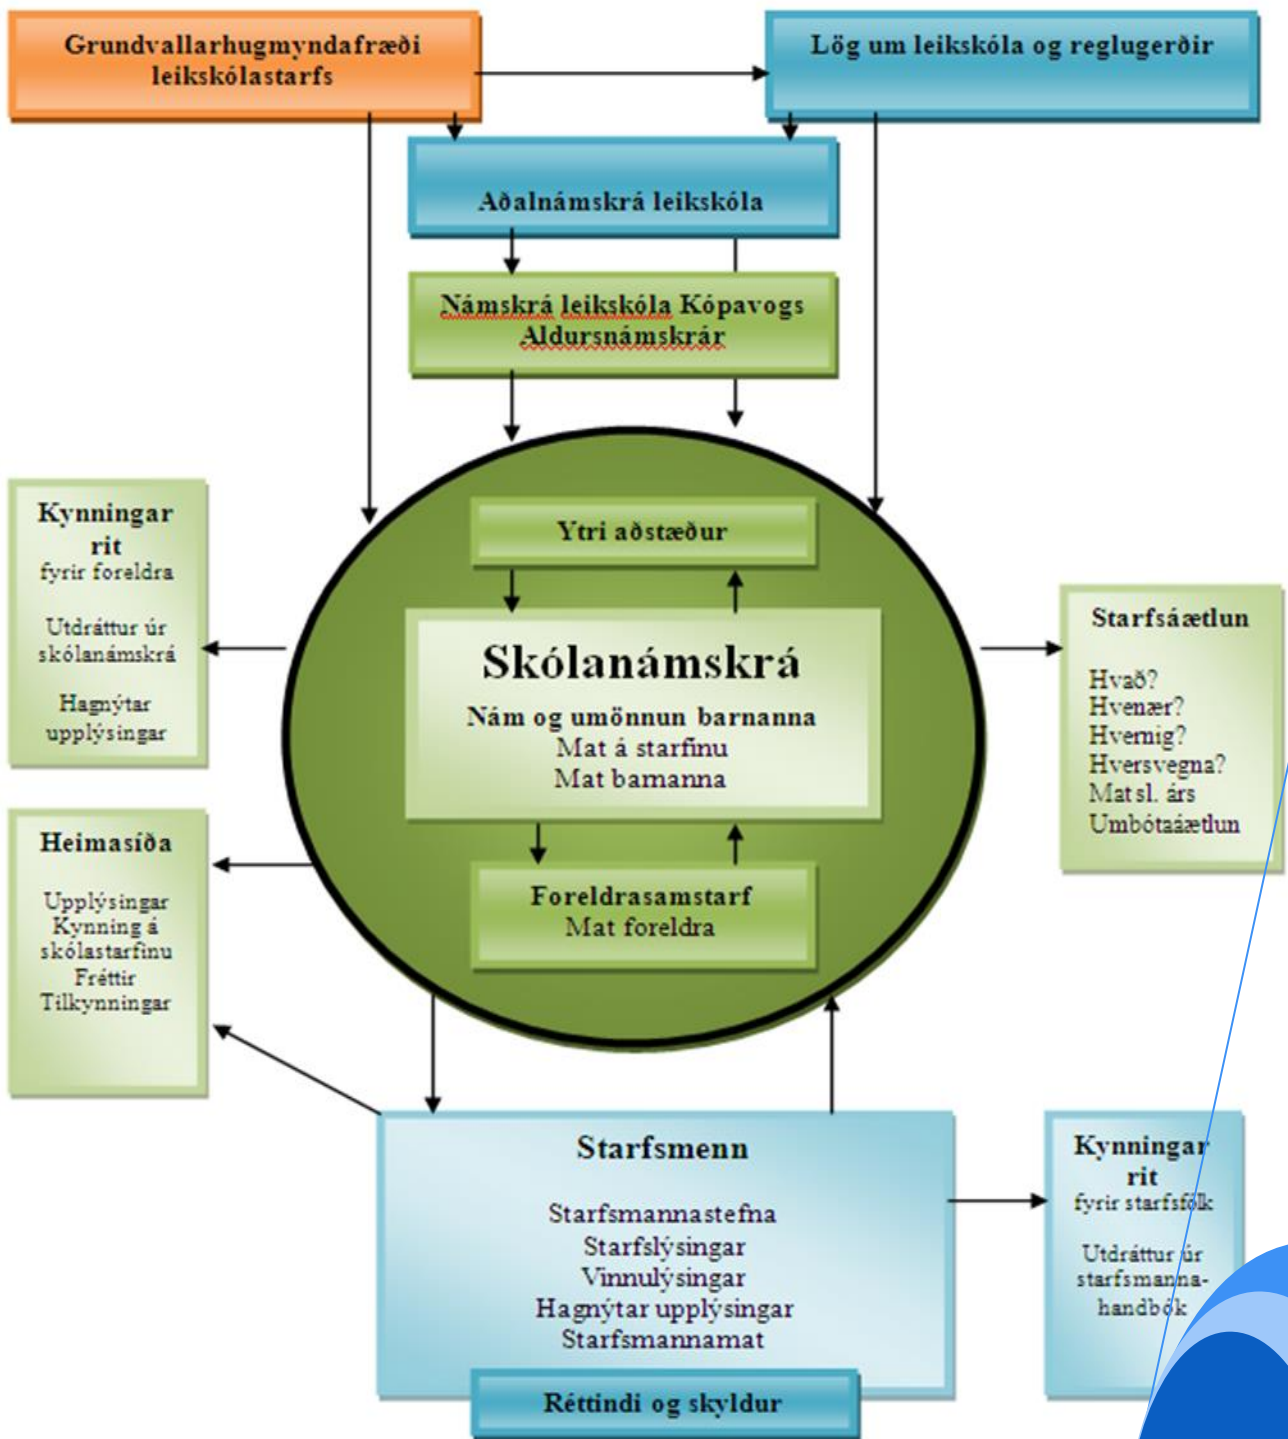 Grundvallarhugmyndafræði
leikskólastarfs
Lög um leikskóla og reglugerðir
Aðalnámskrá leikskóla
Námskrá leikskóla Kópavogs
Aldursnámskrár
Ytri aðstæður
Skólanámskrá
Nám og umönnun barnanna
Mat á starfinu
Mat barnanna
Foreldrasamstarf
Mat foreldra
Kynningar
rit
fyrir foreldra
Utdráttur úr
skólanámskrá
Hagnýtar
upplýsingar
Heimasíða
Upplýsingar
Kynning á
skólastarfinu
Fréttir
Tilkynningar
Starfsáætlun
Hvað?
Hvenær?
Hvernig?
Hversvegna?
Mat sl. árs
Umbótaáætlun
Starfsmenn
Starfsmannastefna
Starfslýsingar
Vinnulýsingar
Hagnýtar upplýsingar
Starfsmannamat
Réttindi og skyldur
Kynningar
rit
fyrir starfsfólk
Utdráttur úr
starfsmanna-
handbók